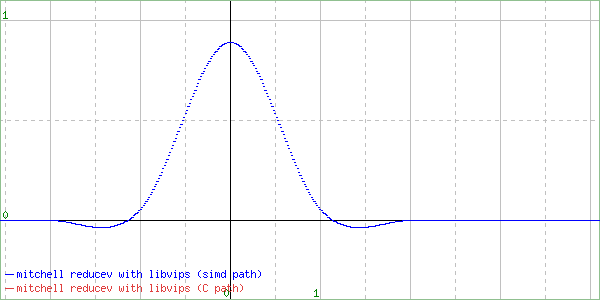 1
0
mitchell reducev with libvips (simd path)
mitchell reducev with libvips (C path)
0 1